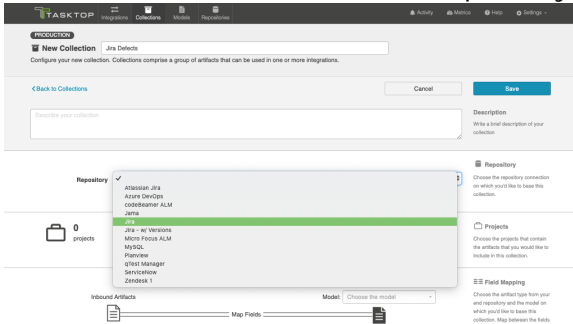 TASKTOP
Integrations
Collections
Models
Repositories
Activity
Metrics
Help
Settings
PRODUCTION
New Collection
Jira Defects
Configure your new collection. Collections comprise a group of artifacts that can be used in one or more integrations.
Back to Collections
Cancel
Save
Describe your collection
Description
Write a brief description of your
collection
Repository
Atlassian Jira
Azure DevOps
codeBeamer ALM
Jama
Jira
Jira - w/ Versions
Micro Focus ALM
MySQL
Planview
qTest Manager
ServiceNow
Zendesk 1
Repository
Choose the repository connection
on which you'd like to base this
collection.
0
projects
Projects
Choose the projects that contain
the artifacts that you would like to
include in this collection.
Inbound Artifacts
Model:
Choose the model
Map Fields
Field Mapping
Choose the artifact type from your
end repository and the model on
which you'd like to base this
collection. Map between the fields